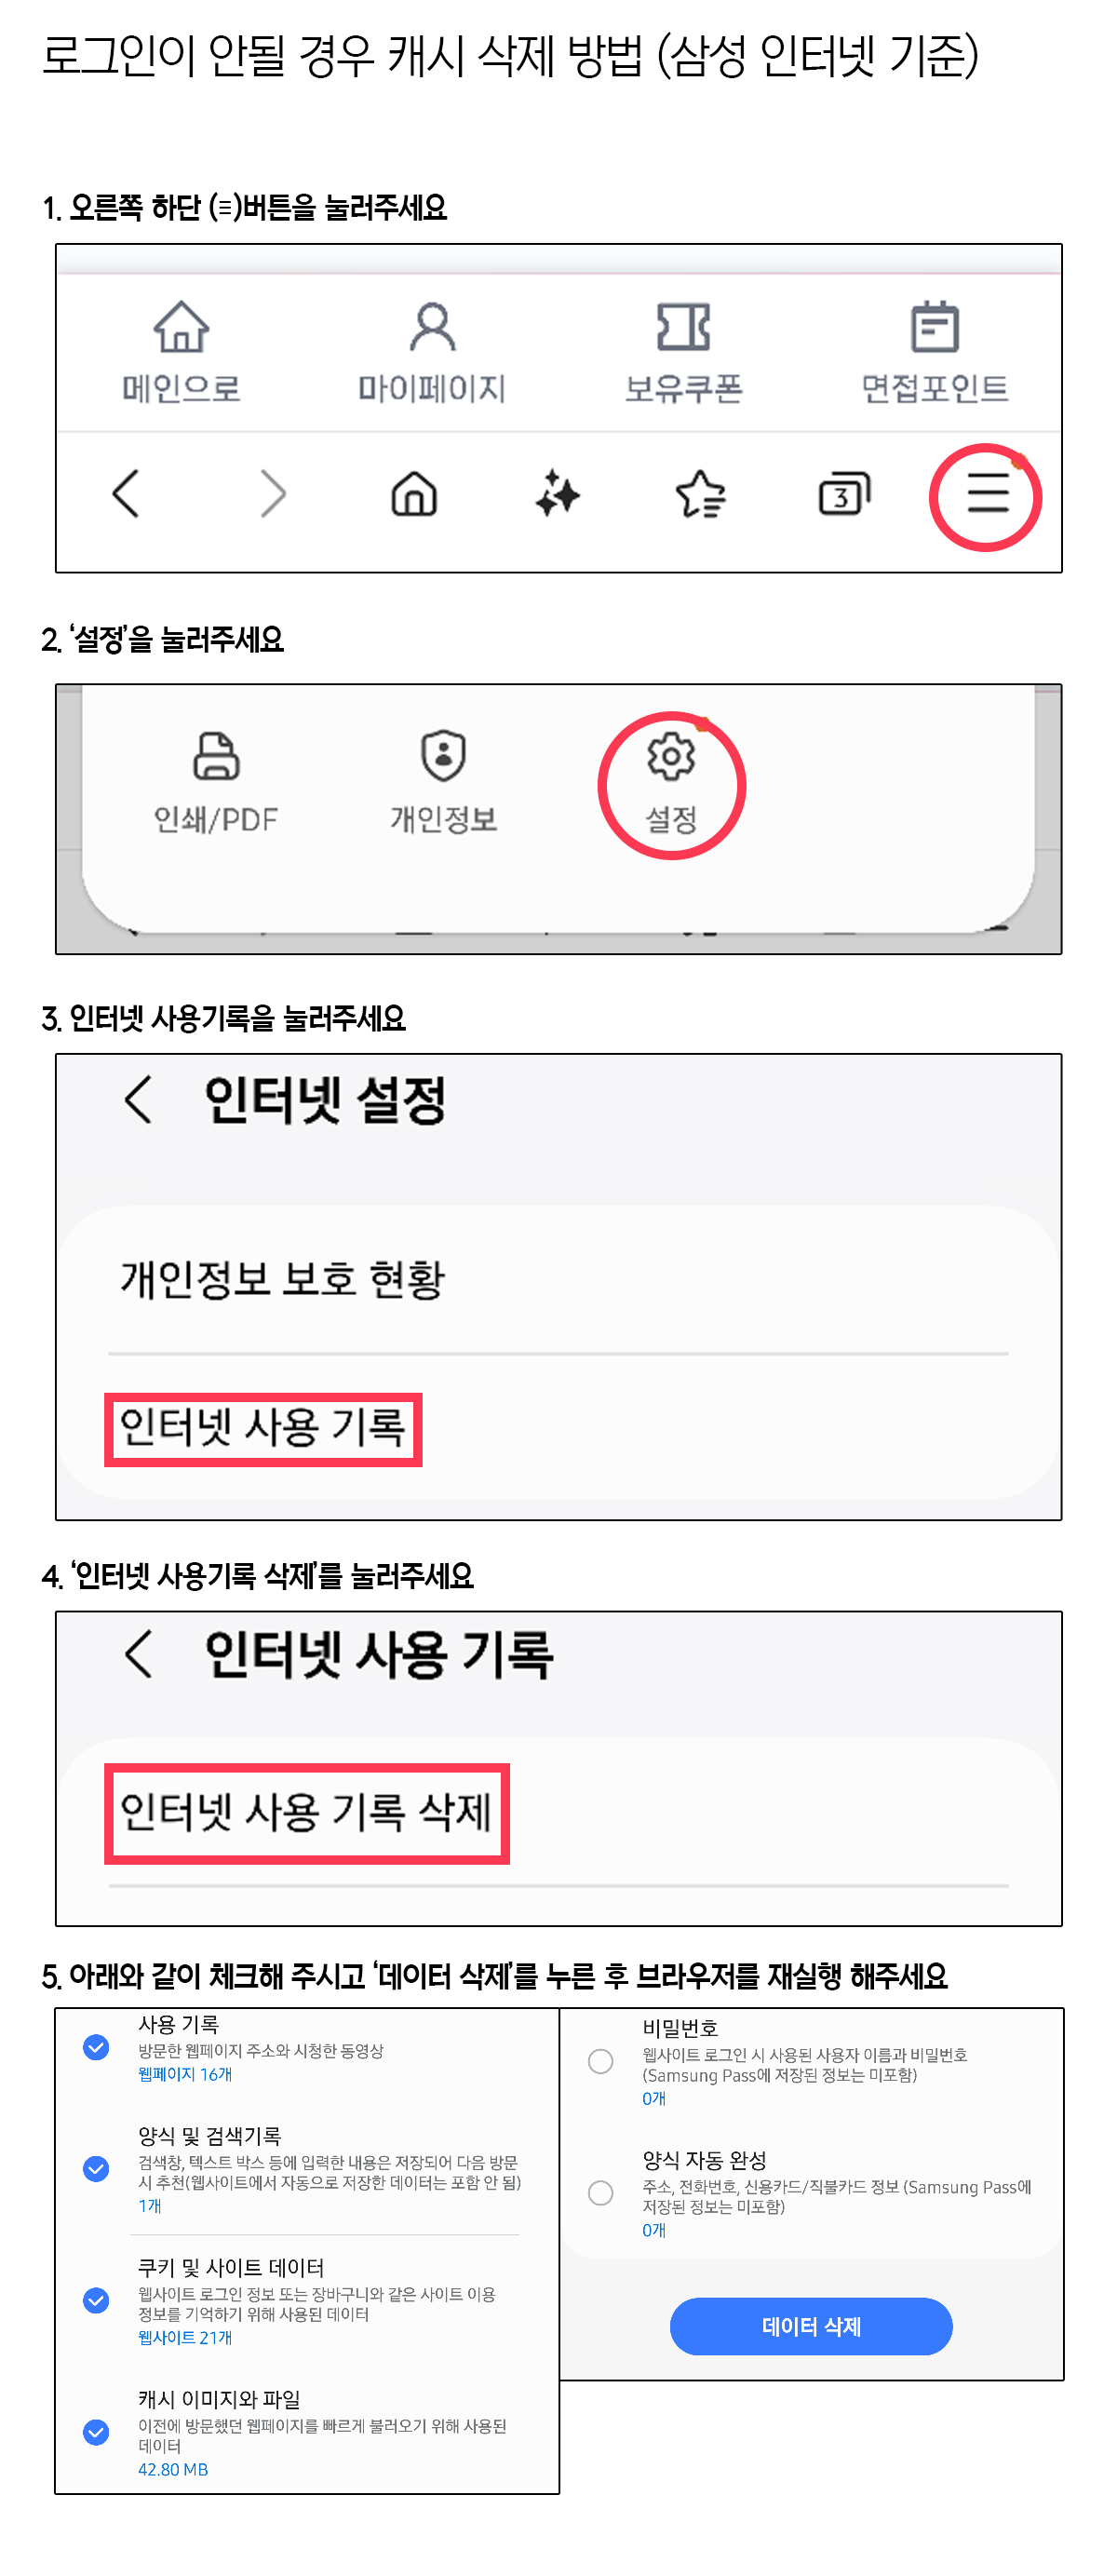 로그인이 안될 경우 캐시 삭제 방법 (삼성 인터넷 기준)
1. 오른쪽 하단 (≡)버튼을 눌러주세요
메인으로
마이페이지
보유쿠폰
면접포인트
3
2. ‘설정’을 눌러주세요
인쇄/PDF
개인정보
설정
3. 인터넷 사용기록을 눌러주세요
인터넷 설정
개인정보 보호 현황
인터넷 사용 기록
4. ‘인터넷 사용기록 삭제’를 눌러주세요
인터넷 사용 기록
인터넷 사용 기록 삭제
5. 아래와 같이 체크해 주시고 ‘데이터 삭제’를 누른 후 브라우저를 재실행 해주세요
사용 기록
방문한 웹페이지 주소와 시청한 동영상
웹페이지 16개
양식 및 검색기록
검색창, 텍스트 박스 등에 입력한 내용은 저장되어 다음 방문
시 추천(웹사이트에서 자동으로 저장한 데이터는 포함 안 됨)
1개
쿠키 및 사이트 데이터
웹사이트 로그인 정보 또는 장바구니와 같은 사이트 이용
정보를 기억하기 위해 사용된 데이터
웹사이트 21개
캐시 이미지와 파일
이전에 방문했던 웹페이지를 빠르게 불러오기 위해 사용된
데이터
42.80 MB
비밀번호
웹사이트 로그인 시 사용된 사용자 이름과 비밀번호
(Samsung Pass에 저장된 정보는 미포함)
0개
양식 자동 완성
주소, 전화번호, 신용카드/직불카드 정보 (Samsung Pass에
저장된 정보는 미포함)
0개
데이터 삭제